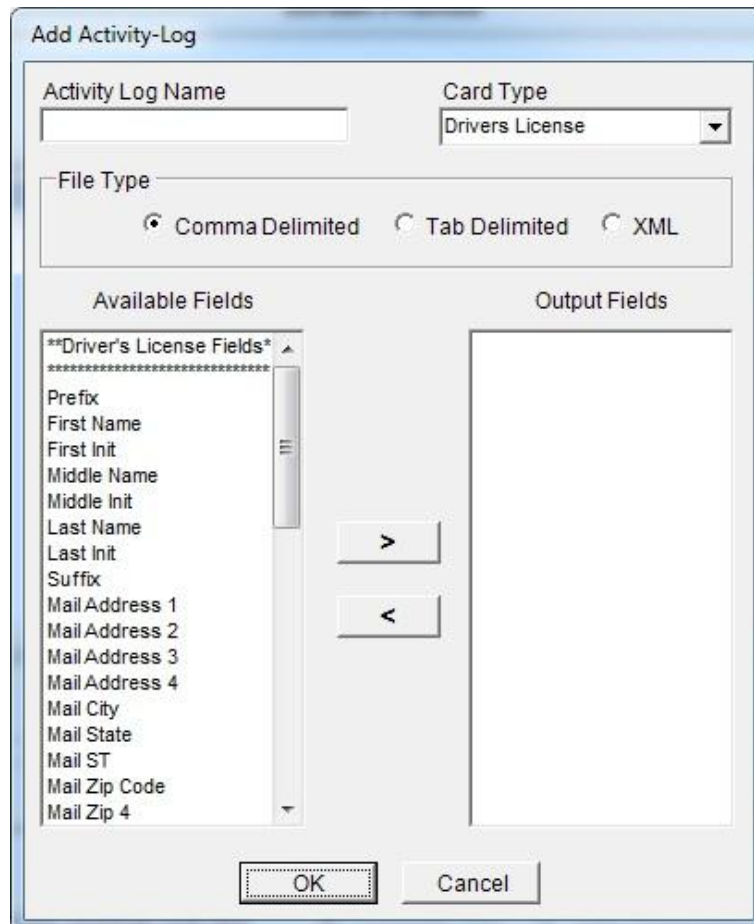 Add Activity-Log
Activity Log Name
Card Type
Drivers License
File Type
Comma Delimited
Tab Delimited
XML
Available Fields
Output Fields
**Driver's License Fields*
******************************
Prefix
First Name
First Init
Middle Name
Middle Init
Last Name
Last Init
Suffix
Mail Address 1
Mail Address 2
Mail Address 3
Mail Address 4
Mail City
Mail State
Mail ST
Mail Zip Code
Mail Zip 4
>
<
OK
Cancel